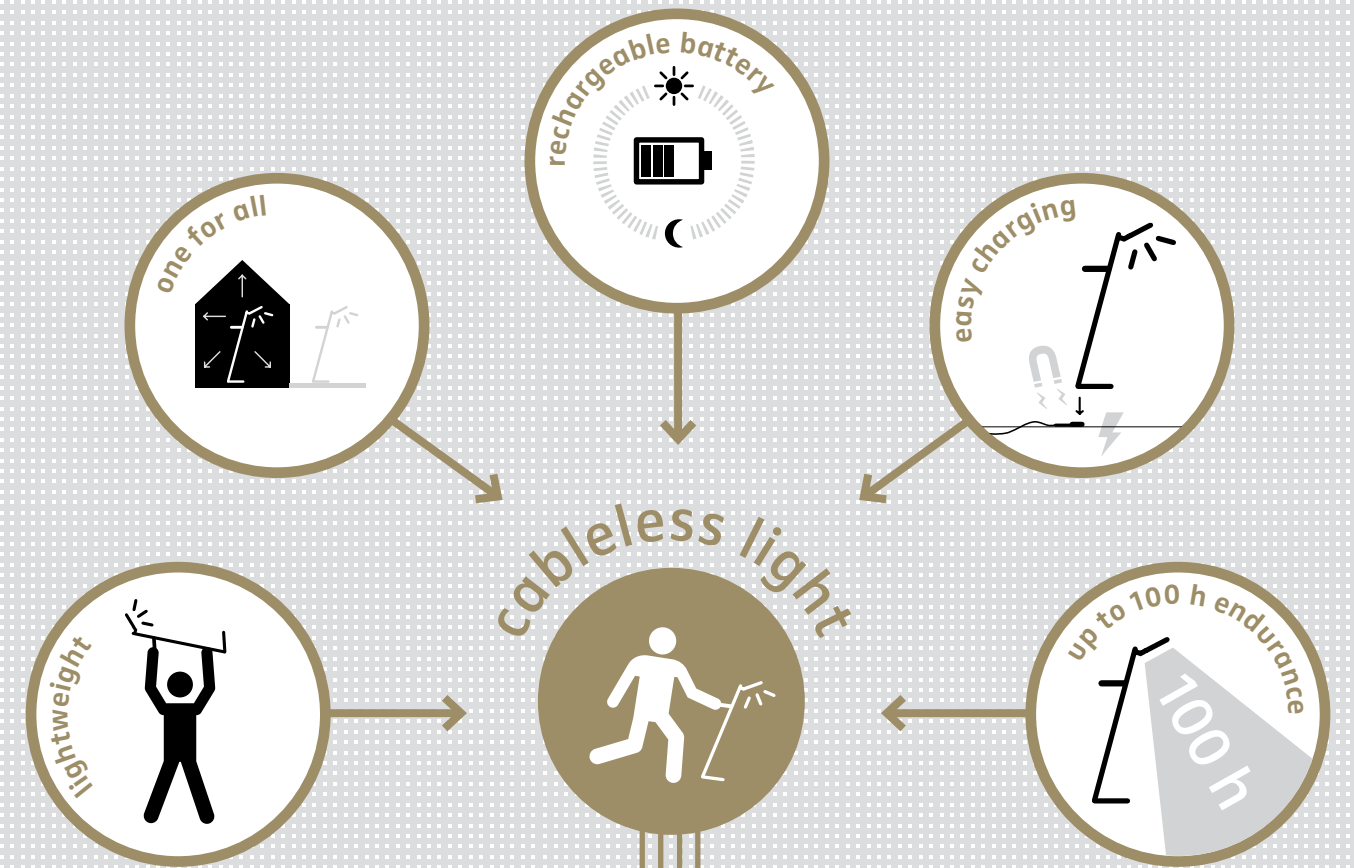 rechargeable battery
one for all
easy charging
cableless light
lightweight
up to 100 h endurance
100 h